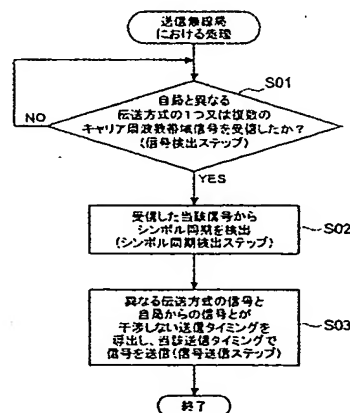 送信無線局
における処理
S01
自局と異なる
伝送方式の1つ又は複数の
キャリア周波数帯域信号を受信したか?
(信号検出ステップ)
NO
YES
受信した当該信号から
シンボル同期を検出
(シンボル同期検出ステップ)
S02
異なる伝送方式の信号と
自局からの信号とが
干渉しない送信タイミングを
導出し、当該送信タイミングで
信号を送信(信号送信ステップ)
S03
終了